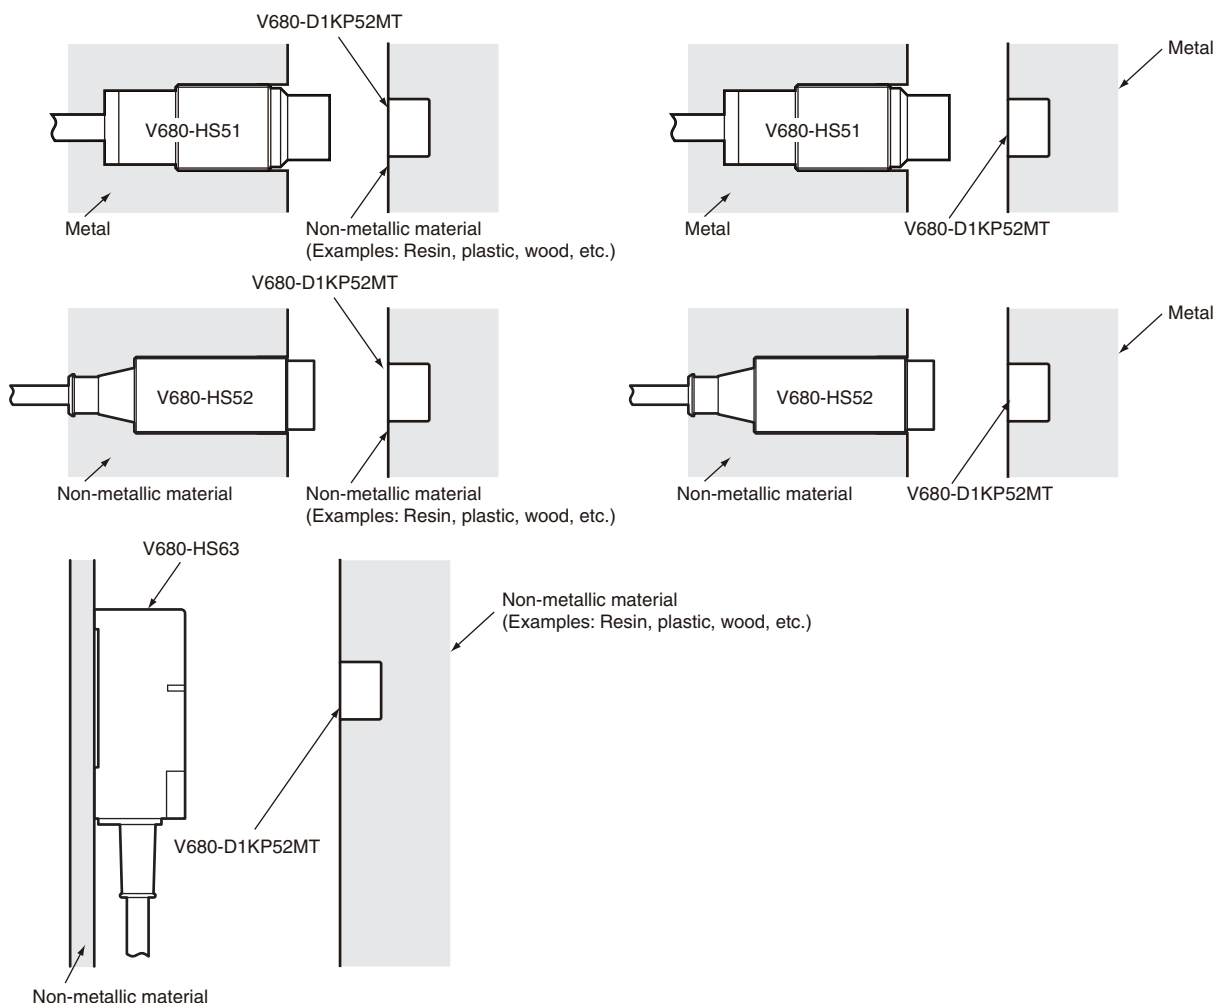 V680-D1KP52MT
Metal
V680-HS51
V680-HS51
Metal
Non-metallic material
(Examples: Resin, plastic, wood, etc.)
Metal
V680-D1KP52MT
V680-D1KP52MT
Metal
V680-HS52
V680-HS52
Non-metallic material
Non-metallic material
(Examples: Resin, plastic, wood, etc.)
Non-metallic material
V680-D1KP52MT
V680-HS63
Non-metallic material
(Examples: Resin, plastic, wood, etc.)
V680-D1KP52MT
Non-metallic material